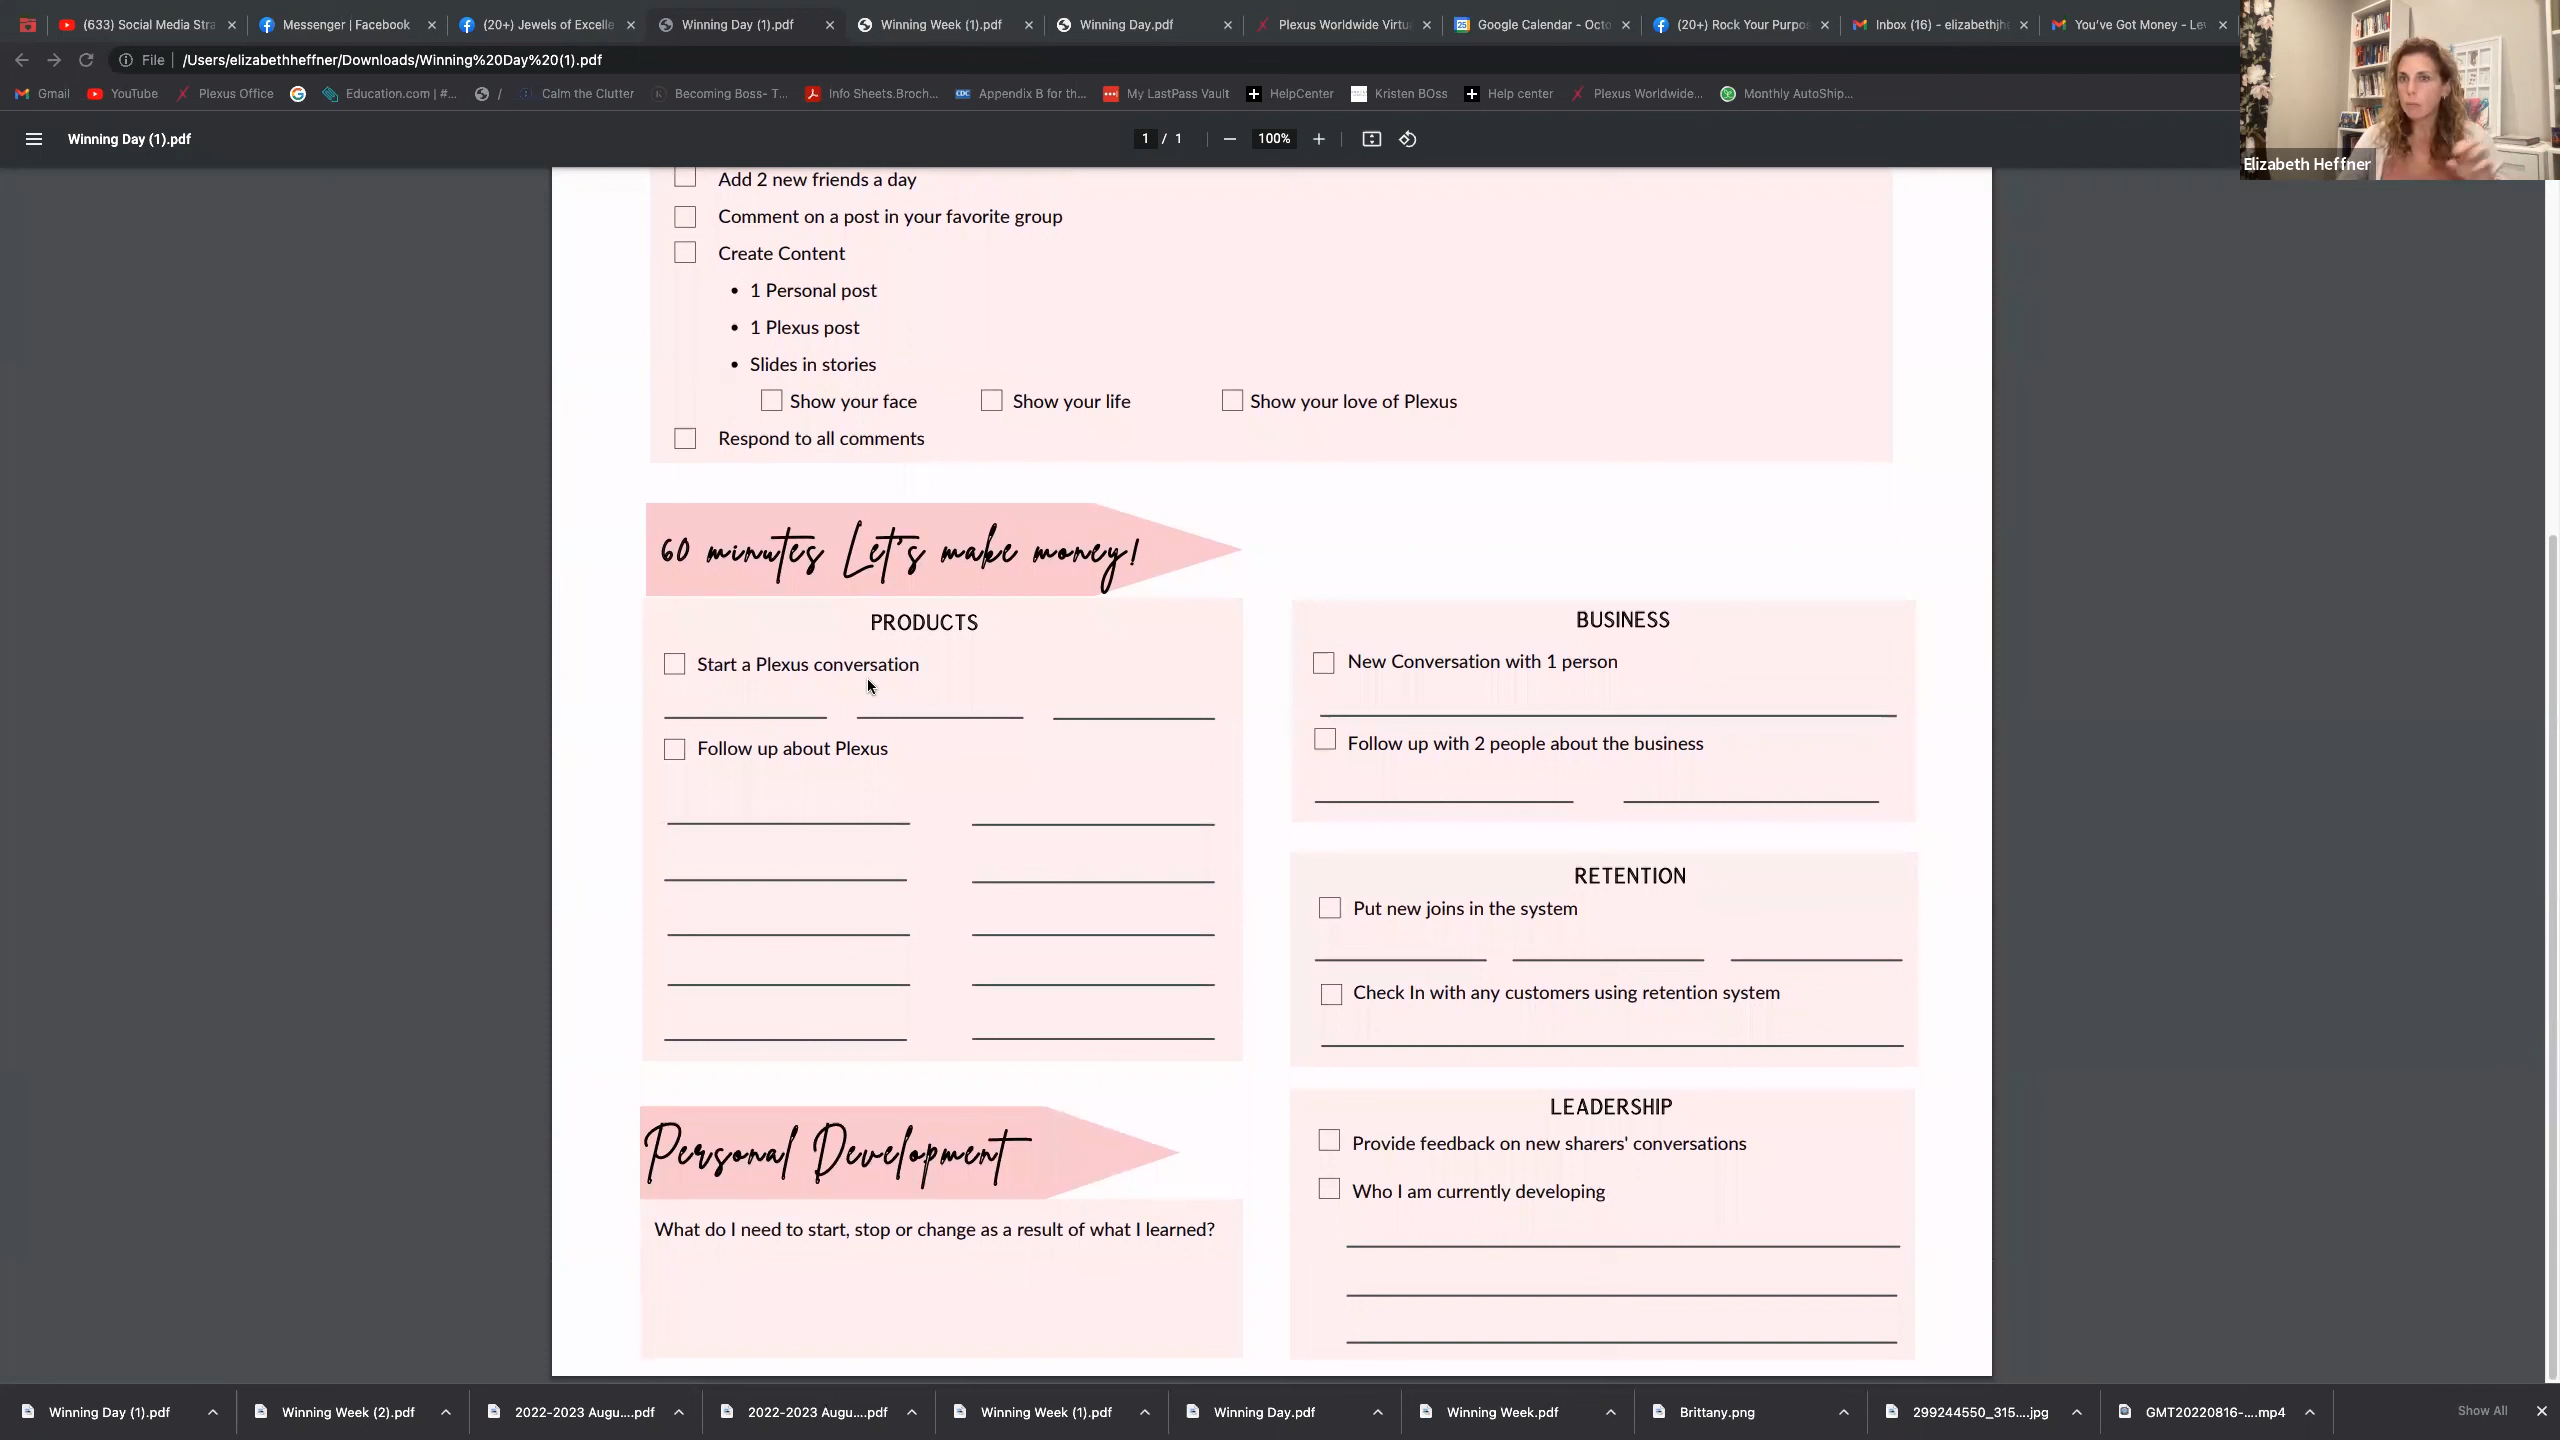 (633) Social Media Stra
Messenger | Facebook
(20+) Jewels of Excelle
Winning Day (1).pdf
Winning Week (1).pdf
Winning Day.pdf
Plexus Worldwide Virtu
Google Calendar - Octo
(20+) Rock Your Purpo
Inbox (16) - elizabethjh
You've Got Money - Le
File
/Users/elizabethheffner/Downloads/Winning%20Day%20(1).pdf
Gmail
YouTube
Plexus Office
Education.com | #...
/
Calm the Clutter
Becoming Boss- T...
Info Sheets.Broch...
Appendix B for th...
My LastPass Vault
HelpCenter
Kristen BOss
Help center
Plexus Worldwide...
Monthly AutoShip...
Elizabeth Heffner
Winning Day (1).pdf
1 / 1
100%
Add 2 new friends a day
Comment on a post in your favorite group
Create Content
• 1 Personal post
• 1 Plexus post
• Slides in stories
Show your face
Show your life
Show your love of Plexus
Respond to all comments
60 minutes Let's make money!
PRODUCTS
Start a Plexus conversation
Follow up about Plexus
BUSINESS
New Conversation with 1 person
Follow up with 2 people about the business
RETENTION
Put new joins in the system
Check In with any customers using retention system
Personal Development
What do I need to start, stop or change as a result of what I learned?
LEADERSHIP
Provide feedback on new sharers' conversations
Who I am currently developing
Winning Day (1).pdf
Winning Week (2).pdf
2022-2023 Augu....pdf
2022-2023 Augu....pdf
Winning Week (1).pdf
Winning Day.pdf
Winning Week.pdf
Brittany.png
299244550_315....jpg
GMT20220816-....mp4
Show All